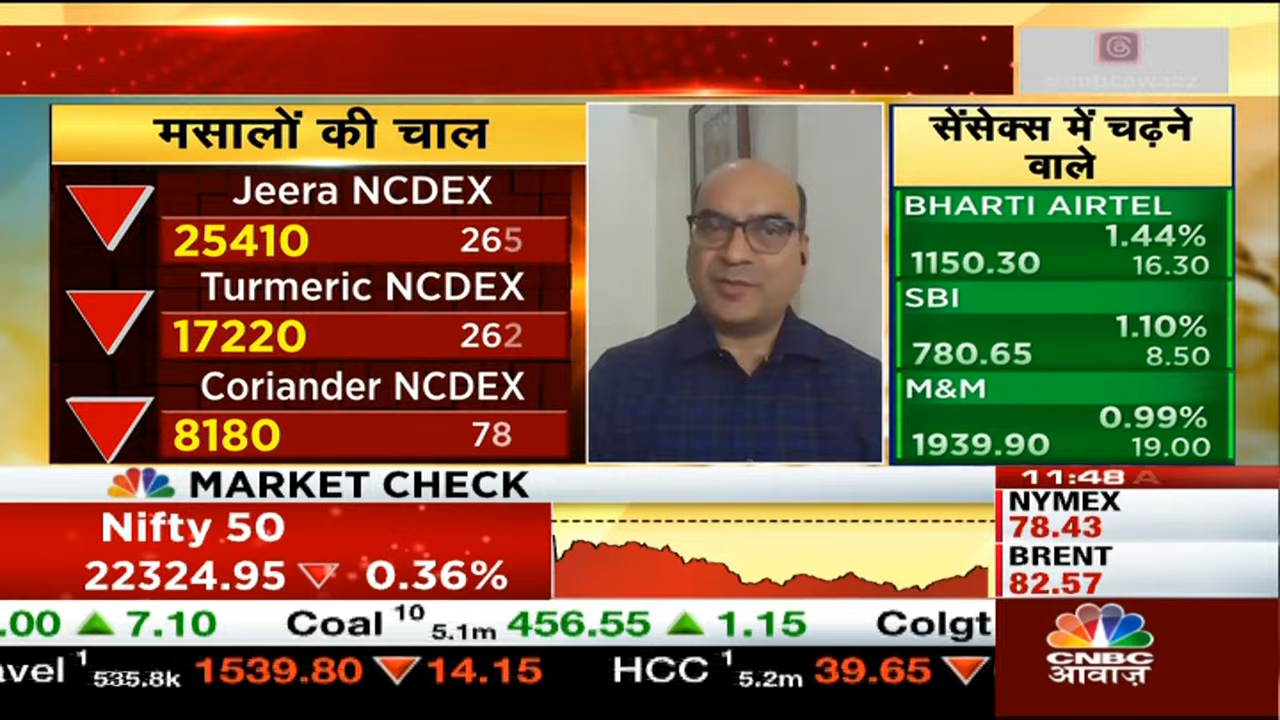 मसालों की चाल
Jeera NCDEX
25410 265
Turmeric NCDEX
17220 262
Coriander NCDEX
8180 78
सेंसेक्स में चढ़ने
वाले
BHARTI AIRTEL
1.44%
1150.30 16.30
SBI
1.10%
780.65 8.50
M&M
0.99%
1939.90 19.00
MARKET CHECK
11:48 A
Nifty 50
22324.95 0.36%
NYMEX
78.43
BRENT
82.57
.00 7.10 Coal 10 5.1m 456.55 1.15 Colgt
avel 1 535.8k 1539.80 14.15 HCC 1 5.2m 39.65
CNBC
आवाज़